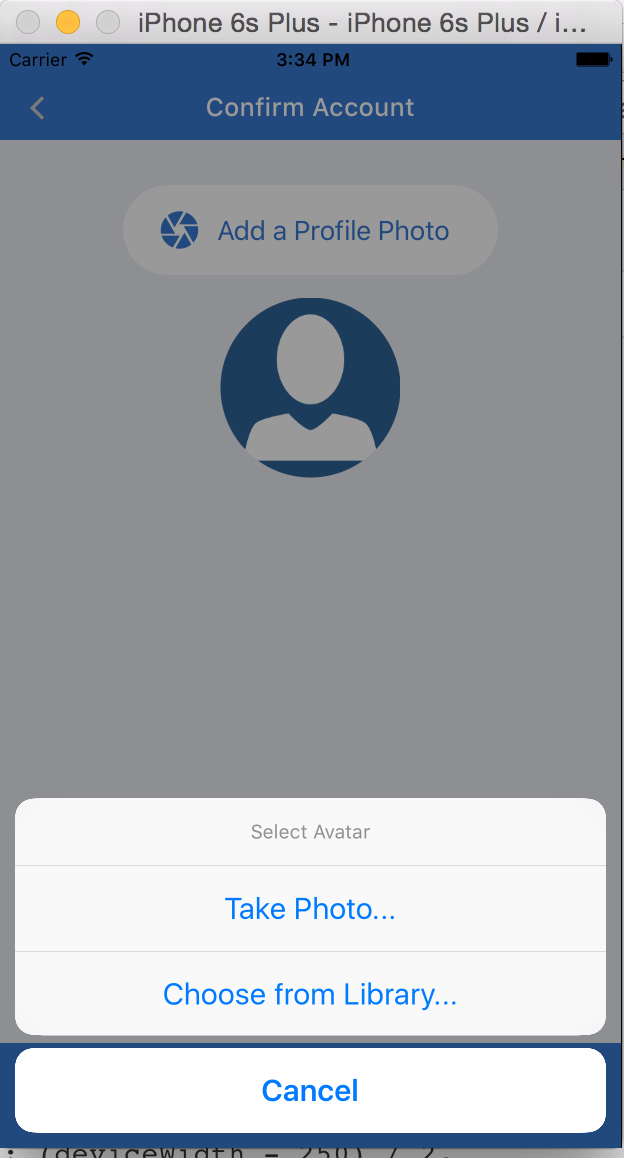 iPhone 6s Plus - iPhone 6s Plus / i...
Carrier 3:34 PM
Confirm Account
Add a Profile Photo
Select Avatar
Take Photo...
Choose from Library...
Cancel
: (deviceWidth - 250) / 2,